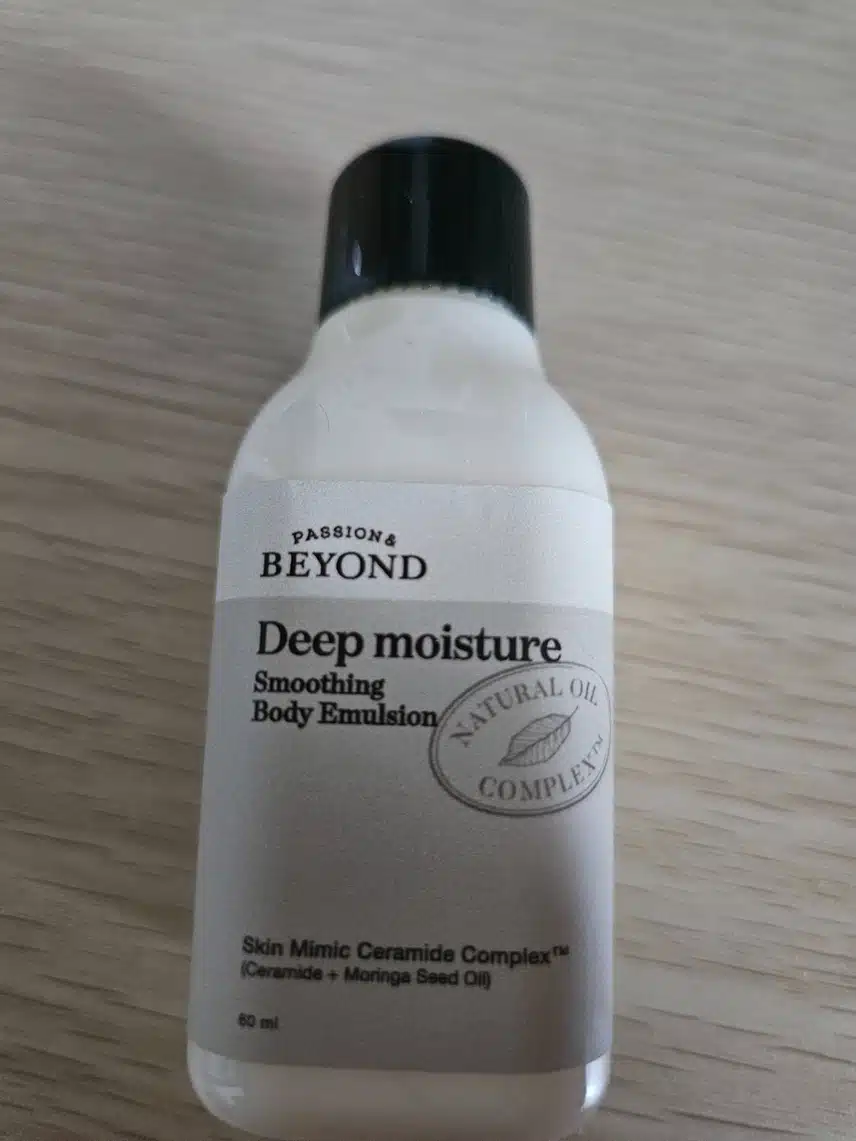 PASSION&
BEYOND
Deep moisture
Smoothing
Body Emulsion
NATURAL OIL
COMPLEX™
Skin Mimic Ceramide Complex™
(Ceramide + Moringa Seed Oil)
60 ml